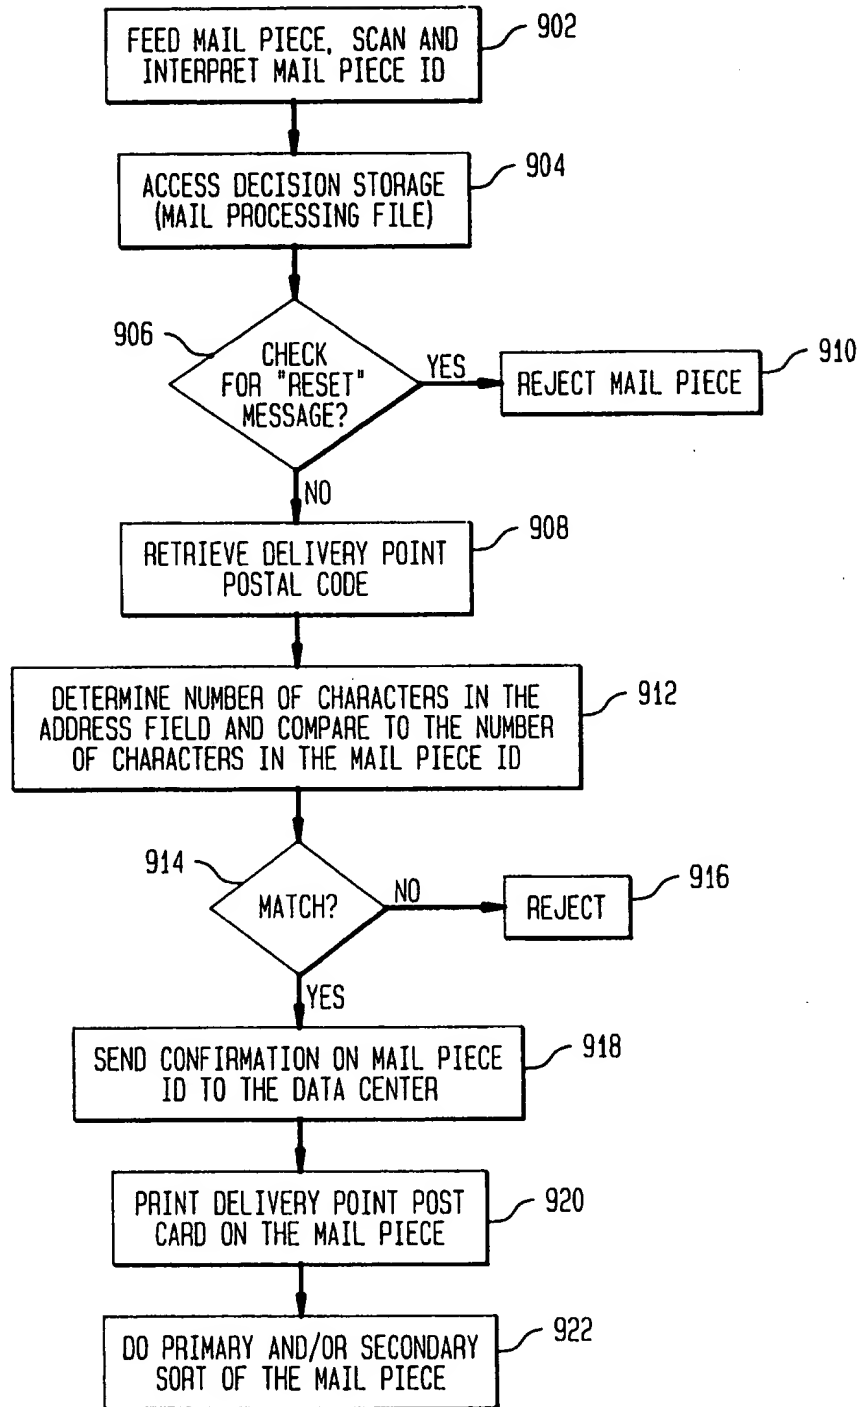 FEED MAIL PIECE, SCAN AND
INTERPRET MAIL PIECE ID
902
ACCESS DECISION STORAGE
(MAIL PROCESSING FILE)
904
906
CHECK
FOR "RESET"
MESSAGE?
YES
REJECT MAIL PIECE
910
NO
RETRIEVE DELIVERY POINT
POSTAL CODE
908
DETERMINE NUMBER OF CHARACTERS IN THE
ADDRESS FIELD AND COMPARE TO THE NUMBER
OF CHARACTERS IN THE MAIL PIECE ID
912
914
MATCH?
NO
REJECT
916
YES
SEND CONFIRMATION ON MAIL PIECE
ID TO THE DATA CENTER
918
PRINT DELIVERY POINT POST
CARD ON THE MAIL PIECE
920
DO PRIMARY AND/OR SECONDARY
SORT OF THE MAIL PIECE
922